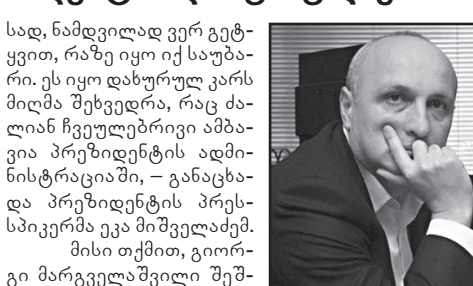 სად, ნამდვილად ვერ გეტ-
ყვით, რაზე იყო იქ საუბა-
რი. ეს იყო დახურულ კარს
მიღმა შეხვედრა, რაც ძა-
ლიან ჩვეულებრივი ამბა-
ვია პრეზიდენტის ადმი-
ნისტრაციაში, – განაცხა-
და პრეზიდენტის პრეს-
სპიკერმა ეკა მიშველაძემ.
მისი თქმით, გიორ-
გი მარგველაშვილი შეხ-